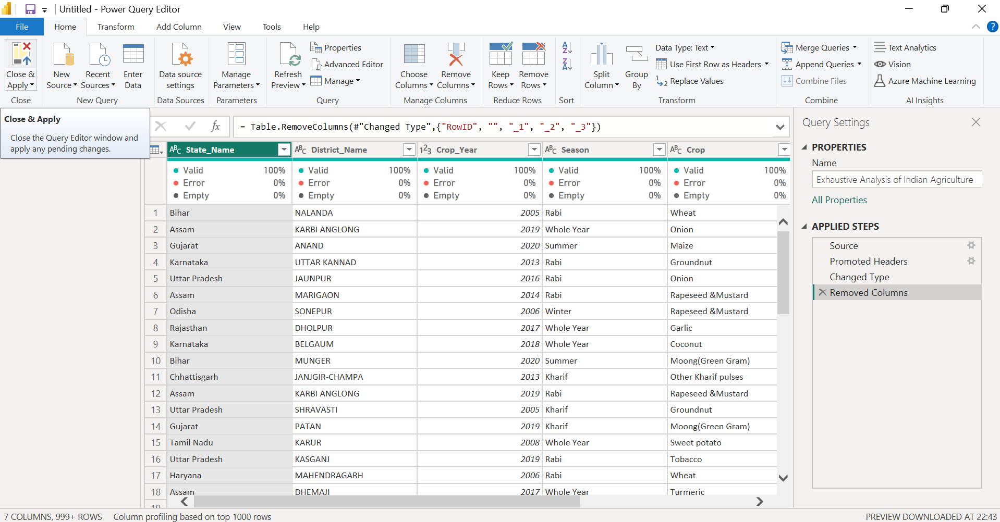 Untitled - Power Query Editor
File Home Transform Add Column View Tools Help
Close & Apply
New Source
Recent Sources
Enter Data
Data source settings
Manage Parameters
Refresh Preview
Properties
Advanced Editor
Manage
Choose Columns
Remove Columns
Keep Rows
Remove Rows
Split Column
Group By
Data Type: Text
Use First Row as Headers
Replace Values
Merge Queries
Append Queries
Combine Files
Text Analytics
Vision
Azure Machine Learning
Close New Query Data Sources Parameters Query Manage Columns Reduce Rows Sort Transform Combine AI Insights
Close & Apply
Close the Query Editor window and
apply any pending changes.
fx = Table.RemoveColumns(#"Changed Type",{"RowID", "", "_1", "_2", "_3"})
ABC State_Name ABC District_Name 123 Crop_Year ABC Season ABC Crop
Valid 100% Valid 100% Valid 100% Valid 100% Valid 100%
Error 0% Error 0% Error 0% Error 0% Error 0%
Empty 0% Empty 0% Empty 0% Empty 0% Empty 0%
1 Bihar NALANDA 2005 Rabi Wheat
2 Assam KARBI ANGLONG 2019 Whole Year Onion
3 Gujarat ANAND 2020 Summer Maize
4 Karnataka UTTAR KANNAD 2013 Rabi Groundnut
5 Uttar Pradesh JAUNPUR 2016 Rabi Onion
6 Assam MARIGAON 2014 Rabi Rapeseed &Mustard
7 Odisha SONEPUR 2006 Winter Rapeseed &Mustard
8 Rajasthan DHOLPUR 2017 Whole Year Garlic
9 Karnataka BELGAUM 2018 Whole Year Coconut
10 Bihar MUNGER 2020 Summer Moong(Green Gram)
11 Chhattisgarh JANJGIR-CHAMPA 2013 Kharif Other Kharif pulses
12 Assam KARBI ANGLONG 2019 Rabi Rapeseed &Mustard
13 Uttar Pradesh SHRAVASTI 2005 Kharif Groundnut
14 Gujarat PATAN 2019 Kharif Moong(Green Gram)
15 Tamil Nadu KARUR 2008 Whole Year Sweet potato
16 Uttar Pradesh KASGANJ 2019 Rabi Tobacco
17 Haryana MAHENDRAGARH 2006 Rabi Wheat
18 Assam DHEMAJI 2017 Whole Year Turmeric
19
Query Settings
PROPERTIES
Name
Exhaustive Analysis of Indian Agriculture
All Properties
APPLIED STEPS
Source
Promoted Headers
Changed Type
Removed Columns
7 COLUMNS, 999+ ROWS Column profiling based on top 1000 rows PREVIEW DOWNLOADED AT 22:43